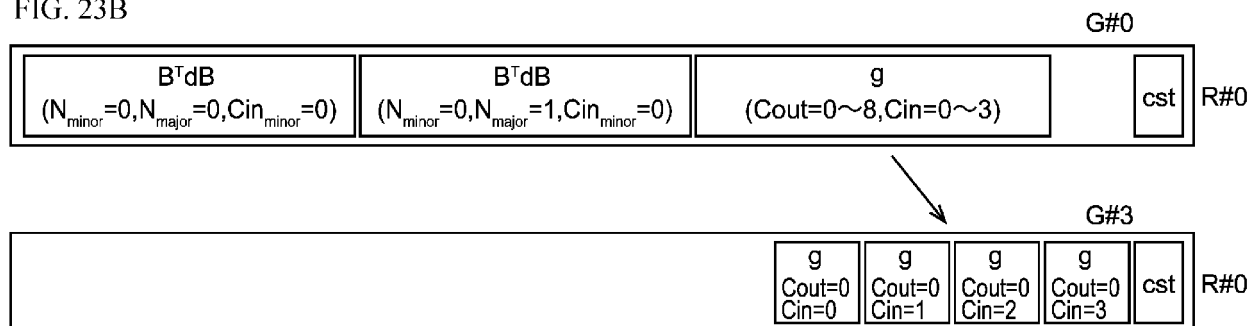 FIG. 23B
G#0
BᵀdB
(Nminor=0,Nmajor=0,Cinminor=0)
BᵀdB
(Nminor=0,Nmajor=1,Cinminor=0)
g
(Cout=0～8,Cin=0～3)
cst
R#0
G#3
g
Cout=0
Cin=0
g
Cout=0
Cin=1
g
Cout=0
Cin=2
g
Cout=0
Cin=3
cst
R#0